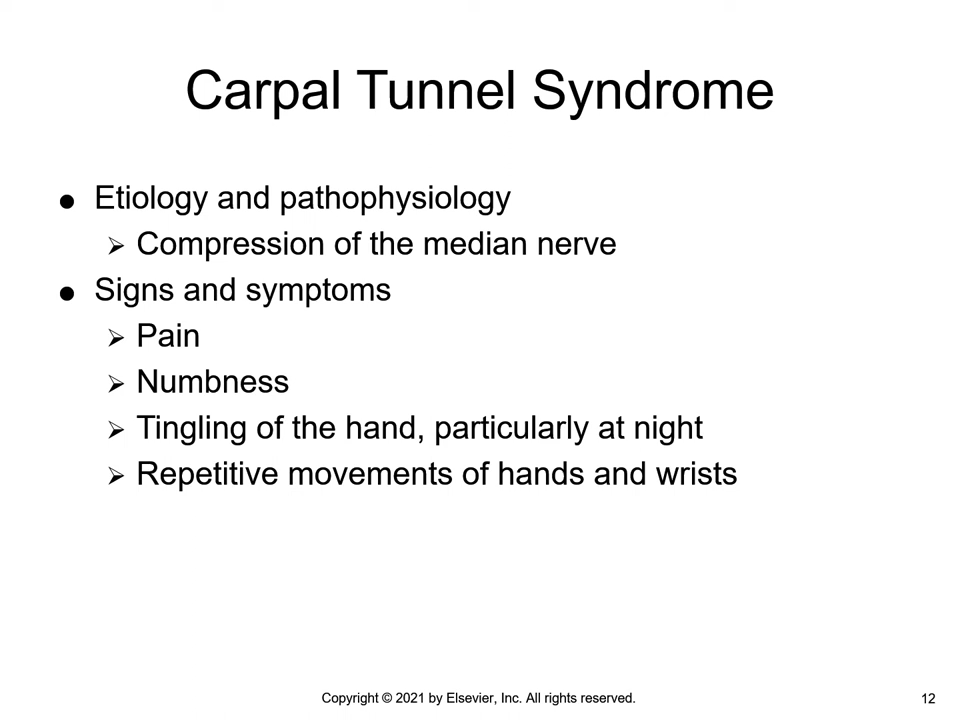 Carpal Tunnel Syndrome
● Etiology and pathophysiology
➢ Compression of the median nerve
● Signs and symptoms
➢ Pain
➢ Numbness
➢ Tingling of the hand, particularly at night
➢ Repetitive movements of hands and wrists
Copyright © 2021 by Elsevier, Inc. All rights reserved.
12